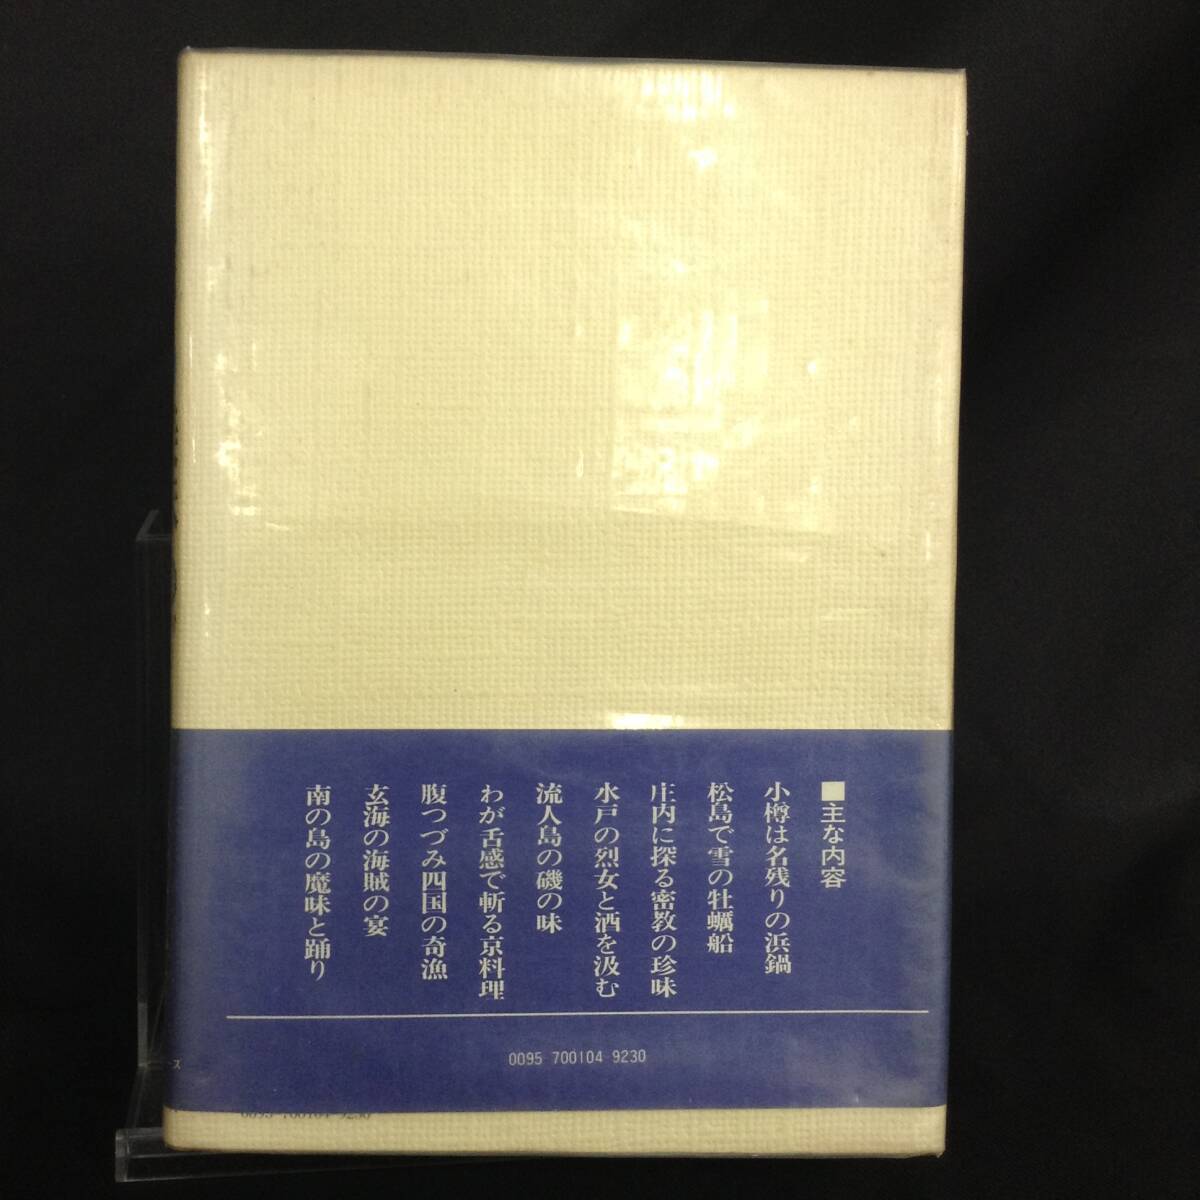 ■主な内容
小樽は名残りの浜鍋
松島で雪の牡蠣船
庄内に探る密教の珍味
水戸の烈女と酒を汲む
流人島の磯の味
わが舌感で斬る京料理
腹つづみ四国の奇漁
玄海の海賊の宴
南の島の魔味と踊り
0095 700104 9230
ス
0095 700104 9230